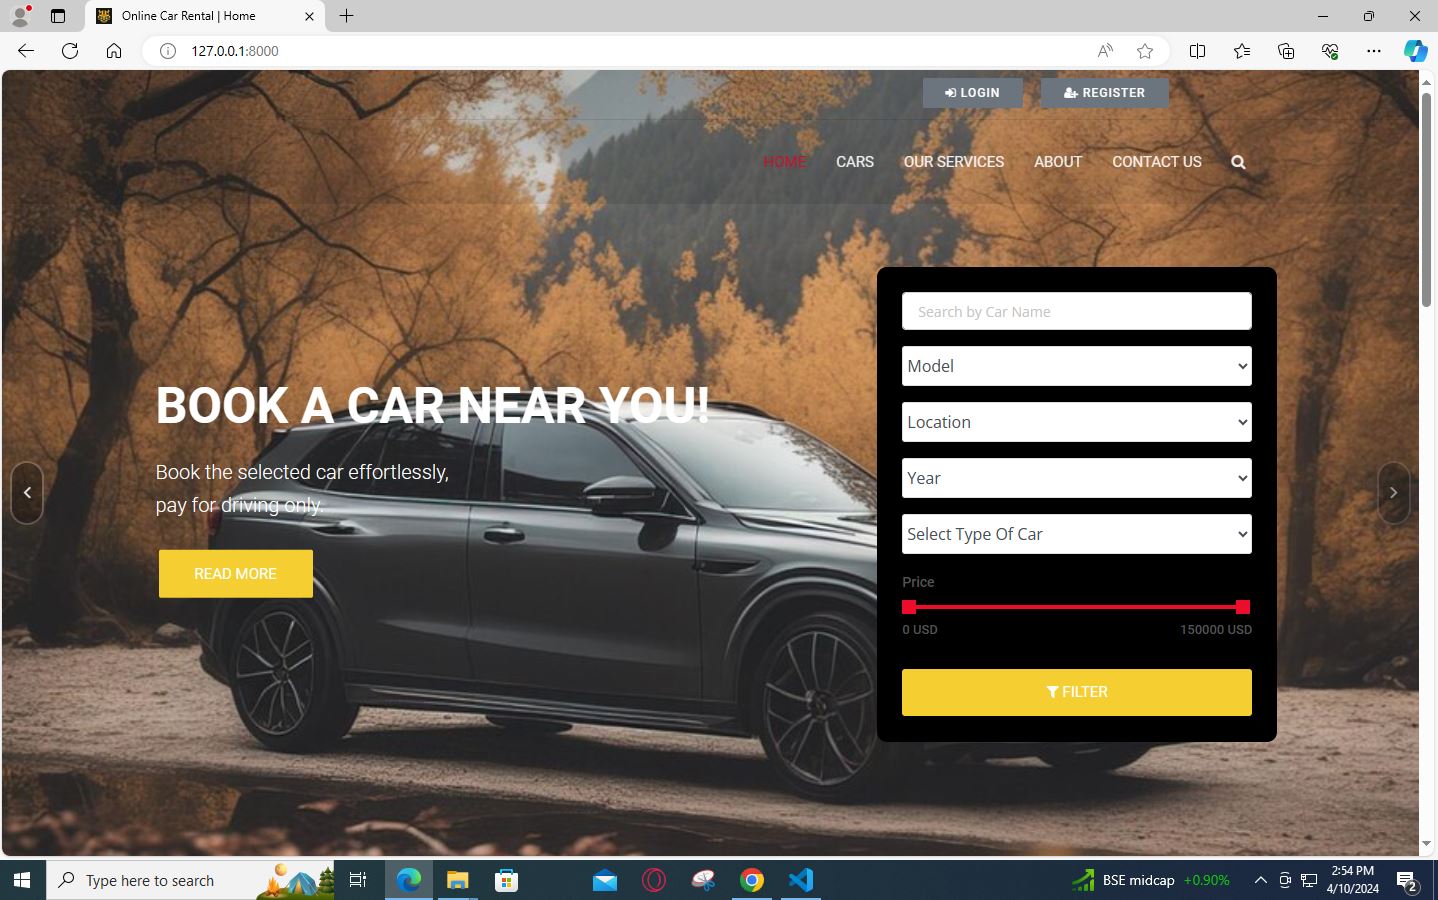 Online Car Rental | Home
127.0.0.1:8000
LOGIN
REGISTER
HOME
CARS
OUR SERVICES
ABOUT
CONTACT US
Search by Car Name
Model
Location
Year
Select Type Of Car
Price
0 USD
150000 USD
FILTER
BOOK A CAR NEAR YOU!
Book the selected car effortlessly,
pay for driving only.
READ MORE
Type here to search
BSE midcap +0.90%
2:54 PM
4/10/2024
2